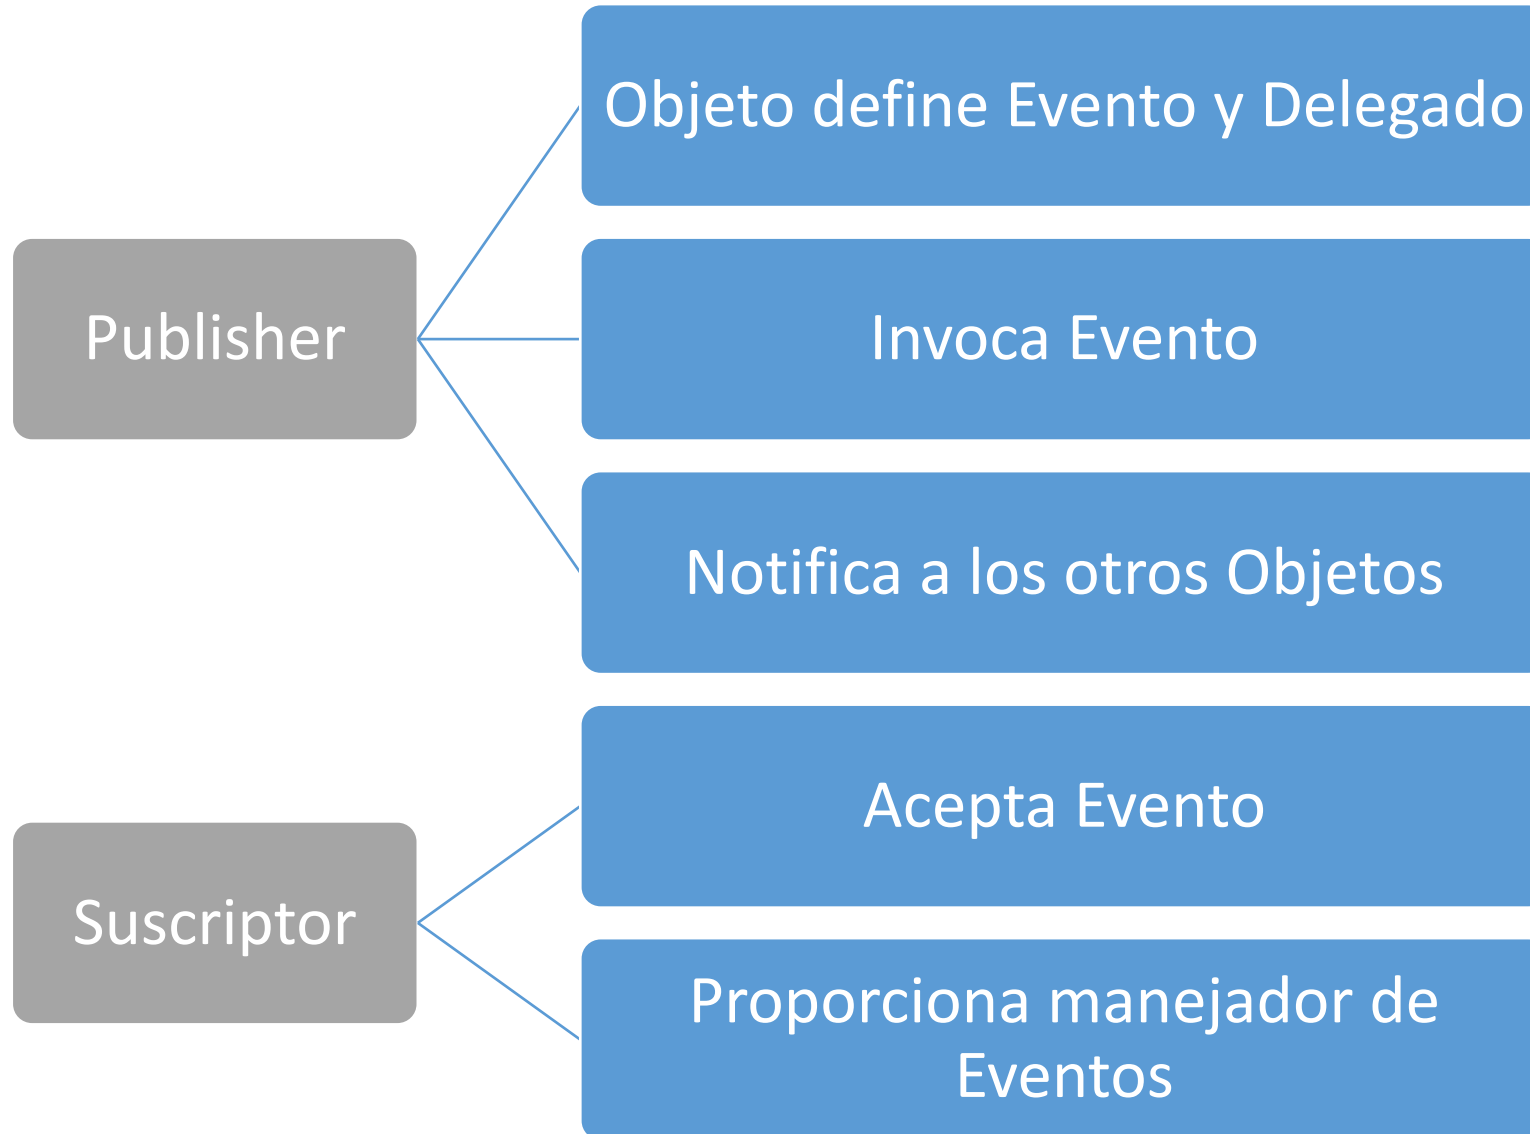 Objeto define Evento y Delegado
Publisher
Invoca Evento
Notifica a los otros Objetos
Acepta Evento
Suscriptor
Proporciona manejador de
Eventos